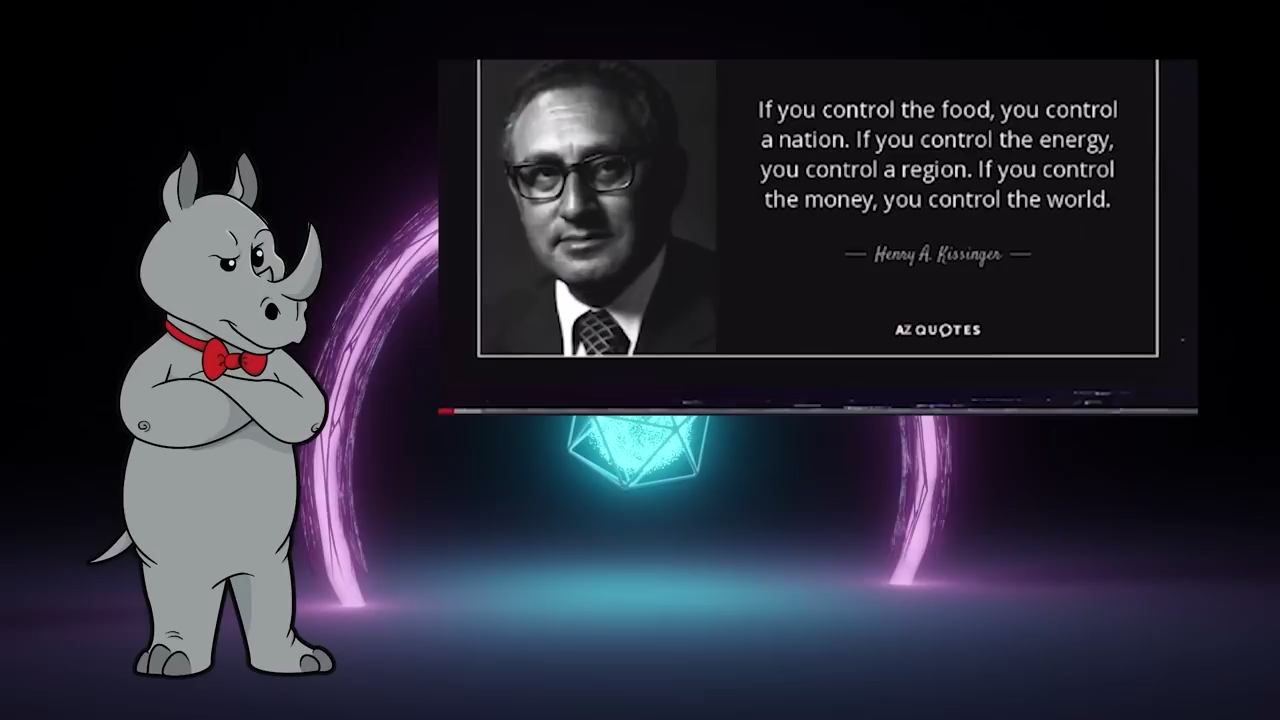 If you control the food, you control
a nation. If you control the energy,
you control a region. If you control
the money, you control the world.
— Henry A. Kissinger —
AZ QUOTES